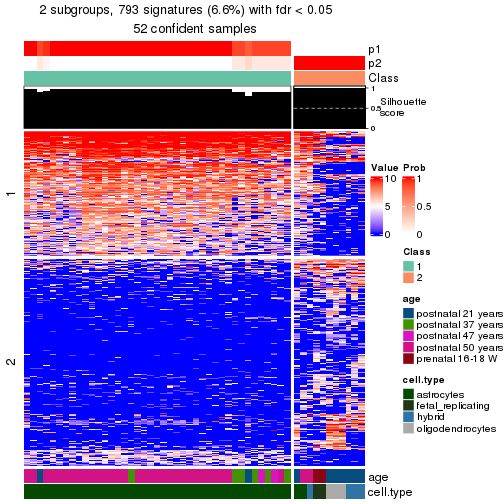 2 subgroups, 793 signatures (6.6%) with fdr < 0.05
52 confident samples
p1
p2
Class
1
0.5
0
Silhouette
score
1
2
Value
10
5
0
Prob
1
0.5
0
Class
1
2
age
postnatal 21 years
postnatal 37 years
postnatal 47 years
postnatal 50 years
prenatal 16-18 W
cell.type
astrocytes
fetal_replicating
hybrid
oligodendrocytes
age
cell.type